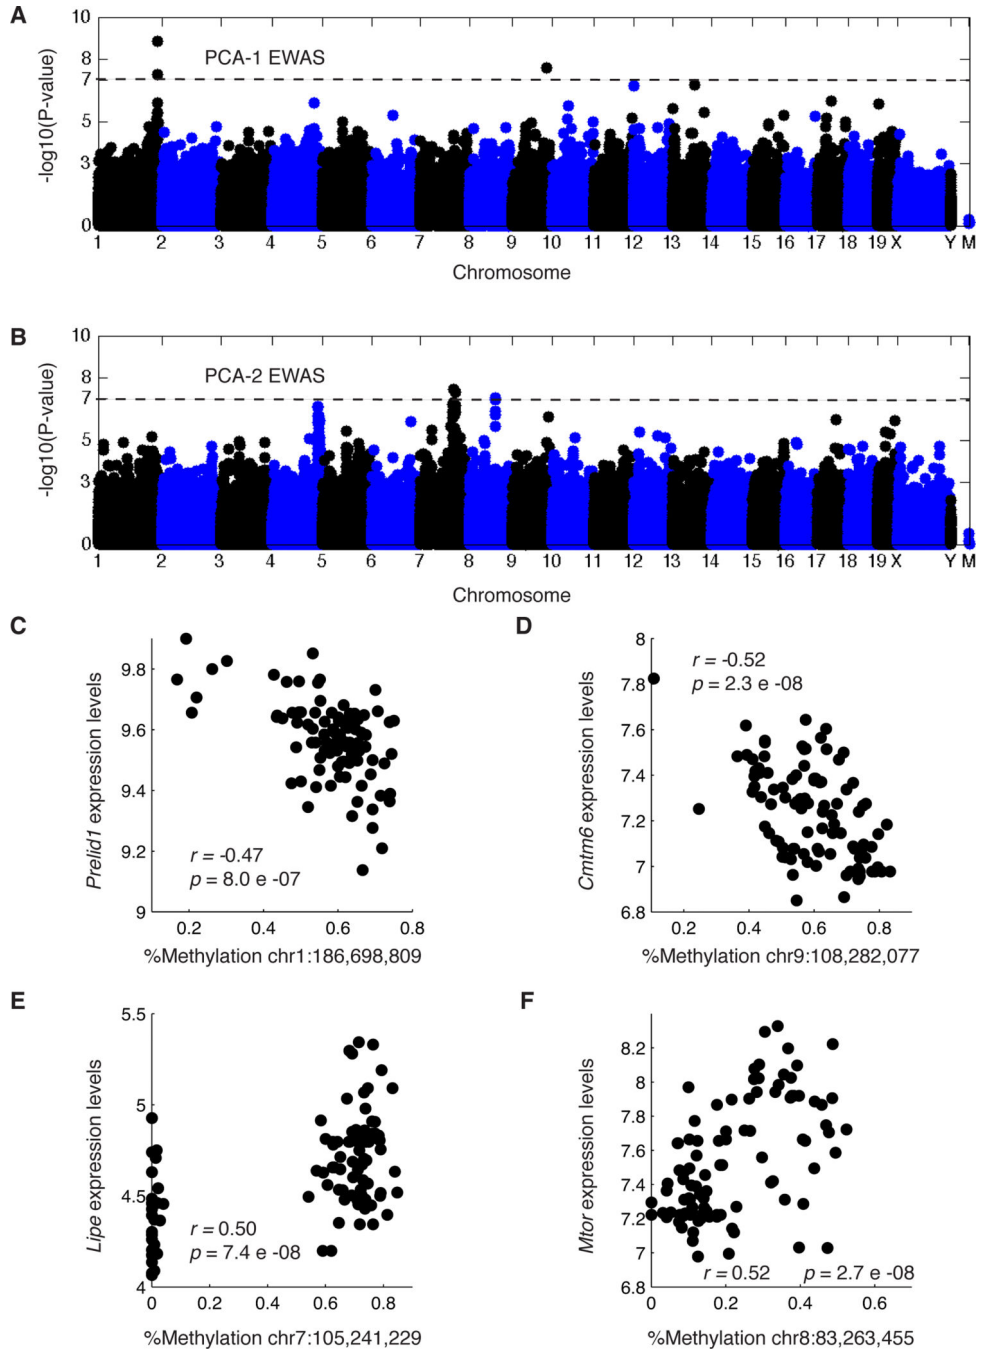 A
-log10(P-value)
10
8
7
5
3
0
PCA-1 EWAS
1 2 3 4 5 6 7 8 9 10 11 12 13 14 15 16 17 18 19 X Y M
Chromosome
B
-log10(P-value)
10
8
7
5
3
0
PCA-2 EWAS
1 2 3 4 5 6 7 8 9 10 11 12 13 14 15 16 17 18 19 X Y M
Chromosome
C
Prelid1 expression levels
9.8
9.6
9.4
9.2
9
r = -0.47
p = 8.0 e -07
0.2 0.4 0.6 0.8
%Methylation chr1:186,698,809
D
Cmtm6 expression levels
8
7.8
7.6
7.4
7.2
7
6.8
r = -0.52
p = 2.3 e -08
0.2 0.4 0.6 0.8
%Methylation chr9:108,282,077
E
Lipe expression levels
5.5
5
4.5
4
r = 0.50
p = 7.4 e -08
0 0.2 0.4 0.6 0.8
%Methylation chr7:105,241,229
F
Mtor expression levels
8.2
8
7.8
7.6
7.4
7.2
7
6.8
r = 0.52 p = 2.7 e -08
0 0.2 0.4 0.6
%Methylation chr8:83,263,455